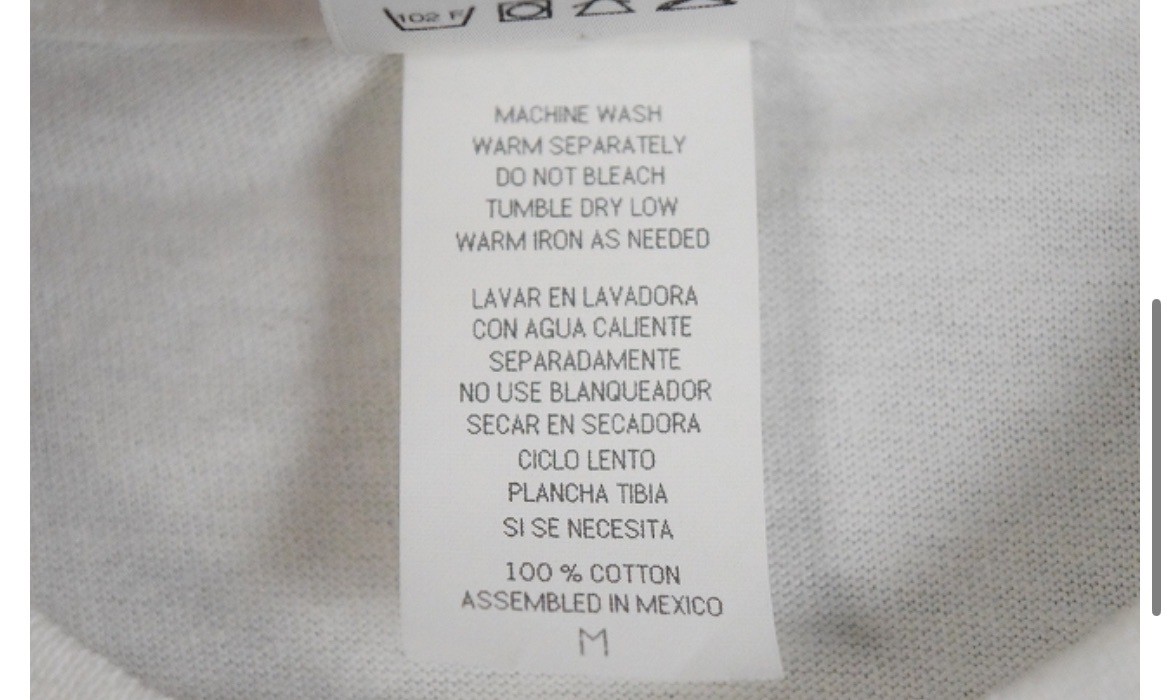 102 F
MACHINE WASH
WARM SEPARATELY
DO NOT BLEACH
TUMBLE DRY LOW
WARM IRON AS NEEDED
LAVAR EN LAVADORA
CON AGUA CALIENTE
SEPARADAMENTE
NO USE BLANQUEADOR
SECAR EN SECADORA
CICLO LENTO
PLANCHA TIBIA
SI SE NECESITA
100 % COTTON
ASSEMBLED IN MEXICO
M